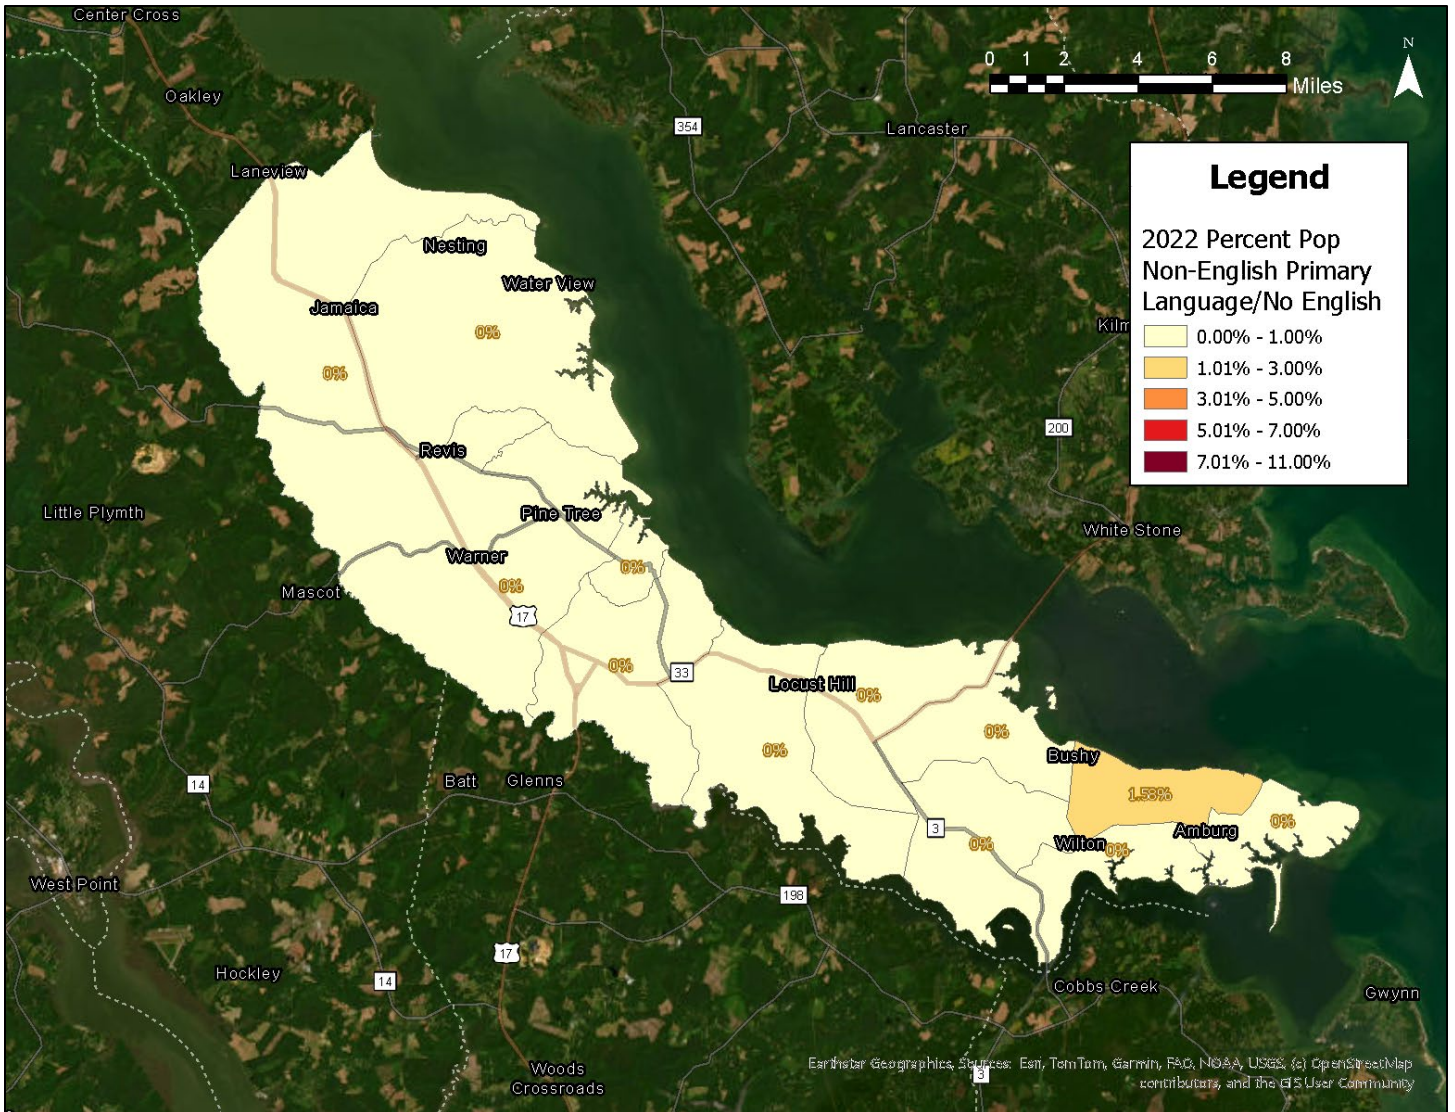 Center Cross
Oakley
Laneview
354
Lancaster
0 1 2 4 6 8
Miles
N
Legend
2022 Percent Pop
Non-English Primary
Language/No English
0.00% - 1.00%
1.01% - 3.00%
3.01% - 5.00%
5.01% - 7.00%
7.01% - 11.00%
Nesting
Water View
Jamaica
0%
0%
Kilm
200
Revis
Little Plymth
Pine Tree
White Stone
Warner
0%
0%
Mascot
17
0%
33
Locust Hill
0%
0%
0%
Bushy
14
Batt
Glenns
1.53%
3
Amburg
0%
0%
Wilton
0%
West Point
198
17
Hockley
14
Cobbs Creek
Gwynn
Woods
Crossroads
3
Earthstar Geographics, Sources: Esri, TomTom, Garmin, FAO, NOAA, USGS, (c) OpenStreetMap
contributors, and the GIS User Community